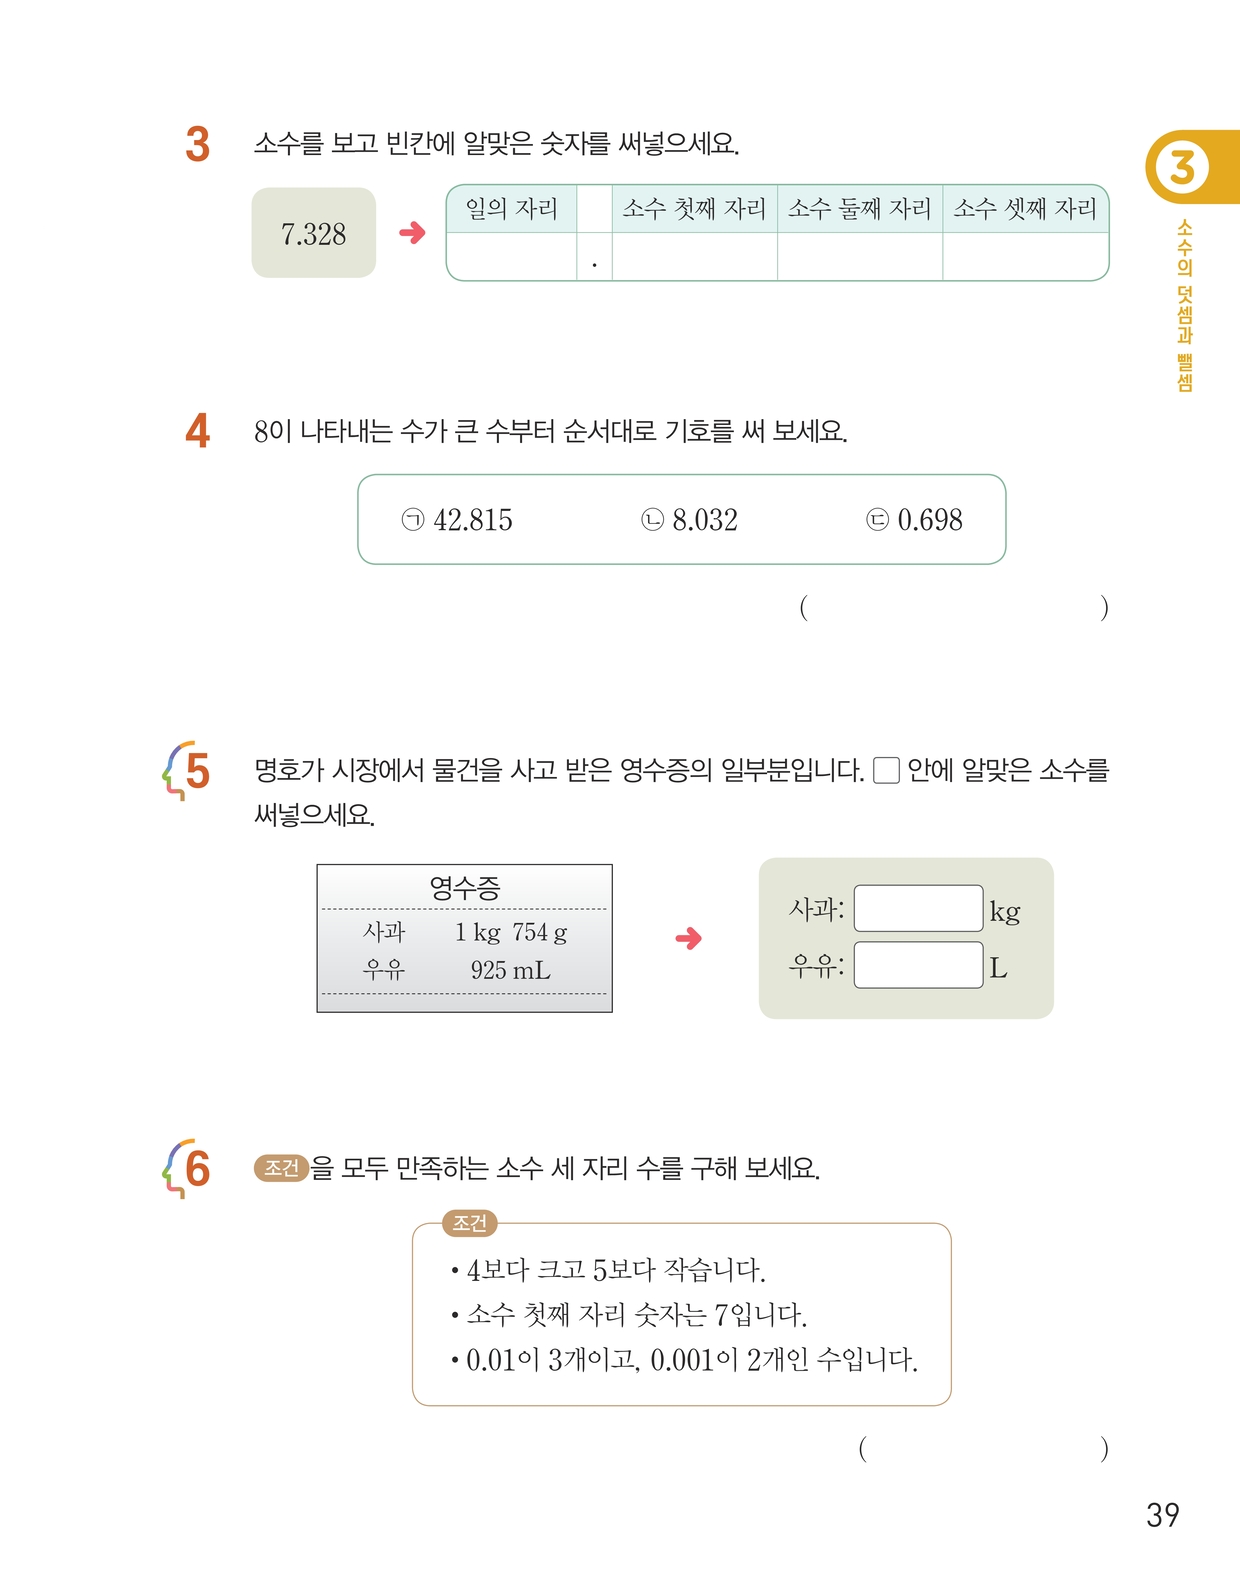 3 소수를 보고 빈칸에 알맞은 숫자를 써넣으세요.
7.328
일의 자리 소수 첫째 자리 소수 둘째 자리 소수 셋째 자리
.
3
소수의 덧셈과 뺄셈
4 8이 나타내는 수가 큰 수부터 순서대로 기호를 써 보세요.
㉠ 42.815 ㉡ 8.032 ㉢ 0.698
( )
5 명호가 시장에서 물건을 사고 받은 영수증의 일부분입니다. □ 안에 알맞은 소수를
써넣으세요.
영수증
사과 1 kg 754 g
우유 925 mL
사과: kg
우유: L
6 조건을 모두 만족하는 소수 세 자리 수를 구해 보세요.
조건
• 4보다 크고 5보다 작습니다.
• 소수 첫째 자리 숫자는 7입니다.
• 0.01이 3개이고, 0.001이 2개인 수입니다.
( )
39